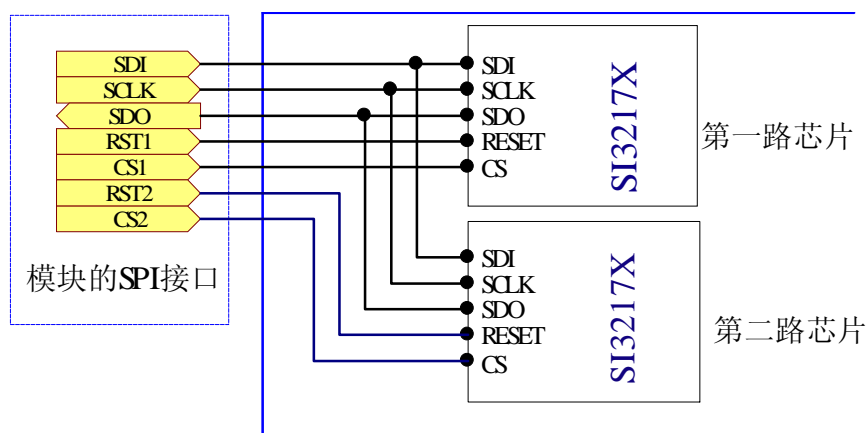 SDI
SCLK
SDO
RST1
CS1
RST2
CS2
模块的SPI接口
SDI
SCLK
SDO
RESET
CS
SI3217X
第一路芯片
SDI
SCLK
SDO
RESET
CS
SI3217X
第二路芯片